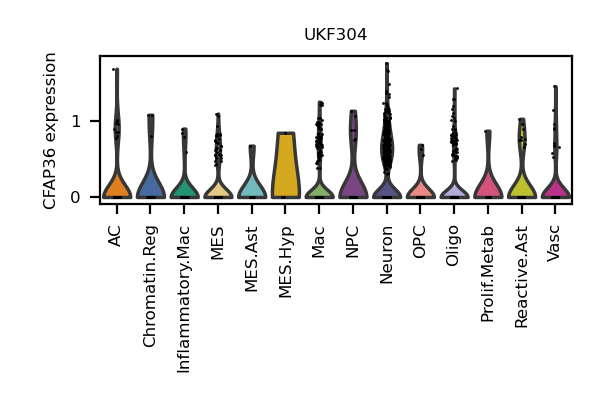 UKF304
CFAP36 expression
1
0
AC
Chromatin.Reg
Inflammatory.Mac
MES
MES.Ast
MES.Hyp
Mac
NPC
Neuron
OPC
Oligo
Prolif.Metab
Reactive.Ast
Vasc